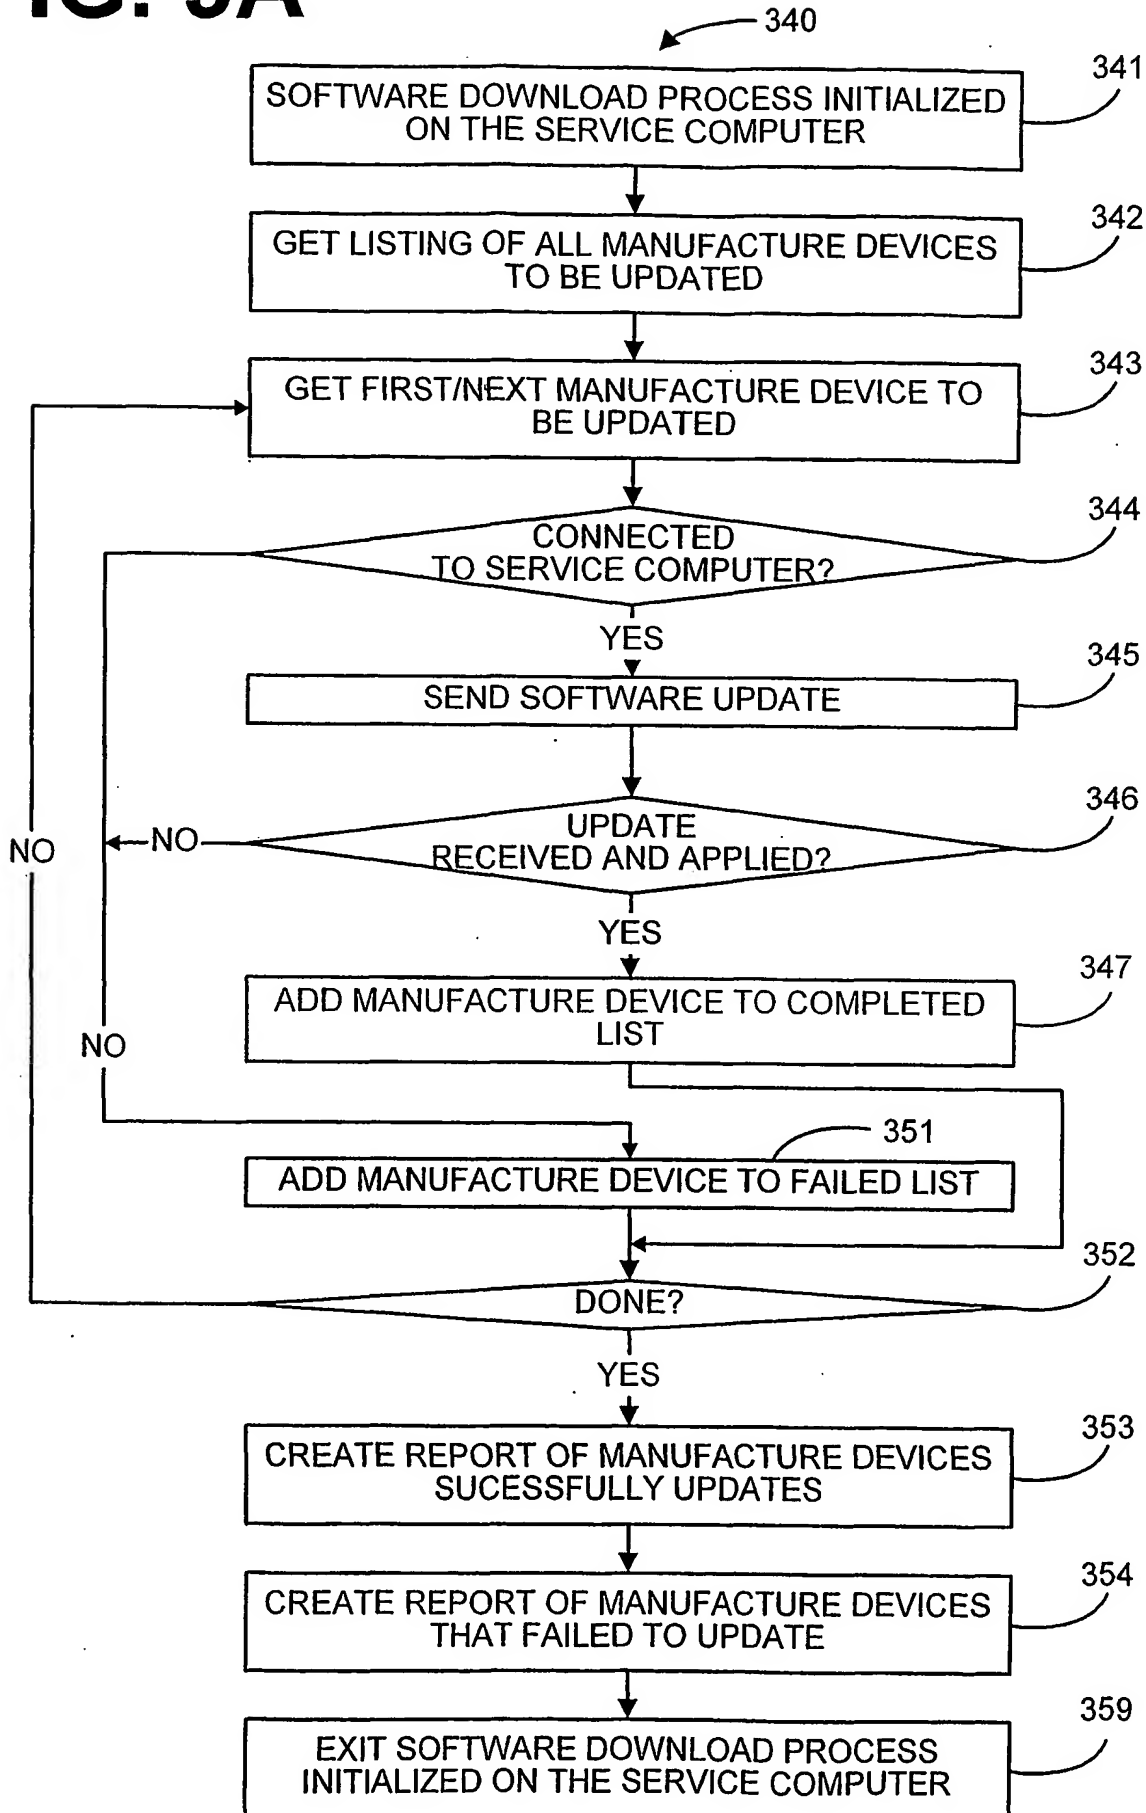 340
341
SOFTWARE DOWNLOAD PROCESS INITIALIZED
ON THE SERVICE COMPUTER
342
GET LISTING OF ALL MANUFACTURE DEVICES
TO BE UPDATED
343
GET FIRST/NEXT MANUFACTURE DEVICE TO
BE UPDATED
344
CONNECTED
TO SERVICE COMPUTER?
YES
345
SEND SOFTWARE UPDATE
346
UPDATE
RECEIVED AND APPLIED?
NO
NO
YES
347
ADD MANUFACTURE DEVICE TO COMPLETED
LIST
NO
351
ADD MANUFACTURE DEVICE TO FAILED LIST
352
DONE?
YES
353
CREATE REPORT OF MANUFACTURE DEVICES
SUCESSFULLY UPDATES
354
CREATE REPORT OF MANUFACTURE DEVICES
THAT FAILED TO UPDATE
359
EXIT SOFTWARE DOWNLOAD PROCESS
INITIALIZED ON THE SERVICE COMPUTER